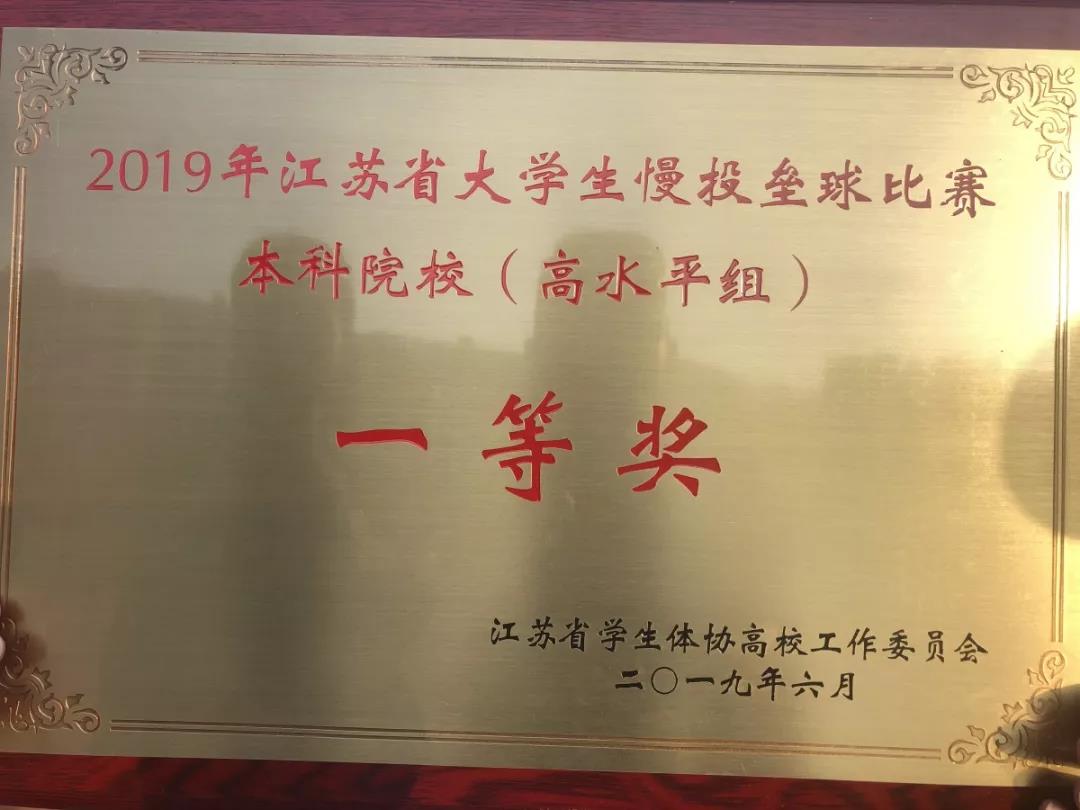 2019年江苏省大学生慢投垒球比赛
本科院校（高水平组）
一等奖
江苏省学生体协高校工作委员会
二〇一九年六月